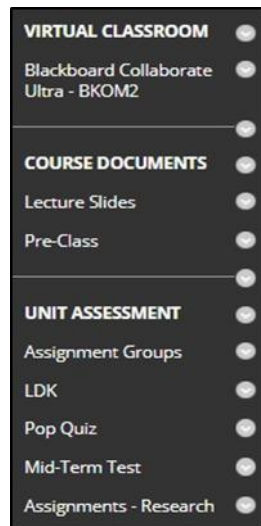 VIRTUAL CLASSROOM
Blackboard Collaborate
Ultra - BKOM2
COURSE DOCUMENTS
Lecture Slides
Pre-Class
UNIT ASSESSMENT
Assignment Groups
LDK
Pop Quiz
Mid-Term Test
Assignments - Research